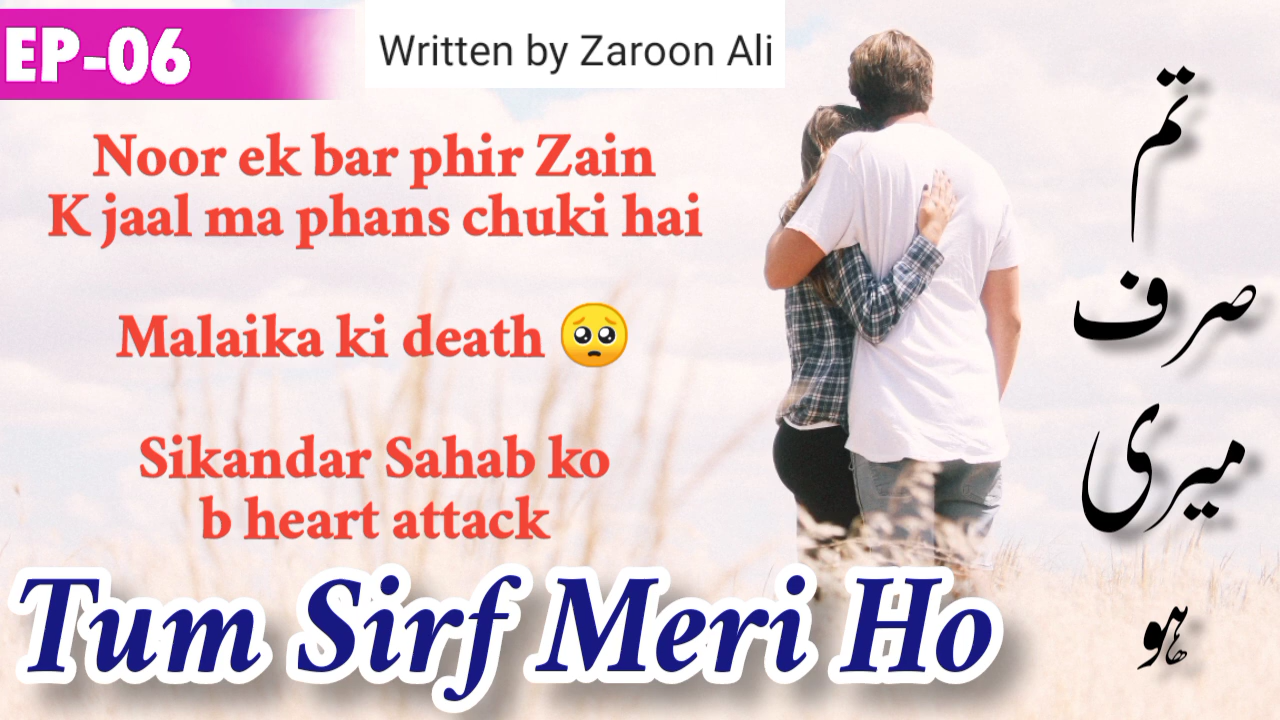 EP-06
Written by Zaroon Ali
Noor ek bar phir Zain
K jaal ma phans chuki hai
Malaika ki death 🥺
Sikandar Sahab ko
b heart attack
Tum Sirf Meri Ho
تم
صرف
میری
ہو